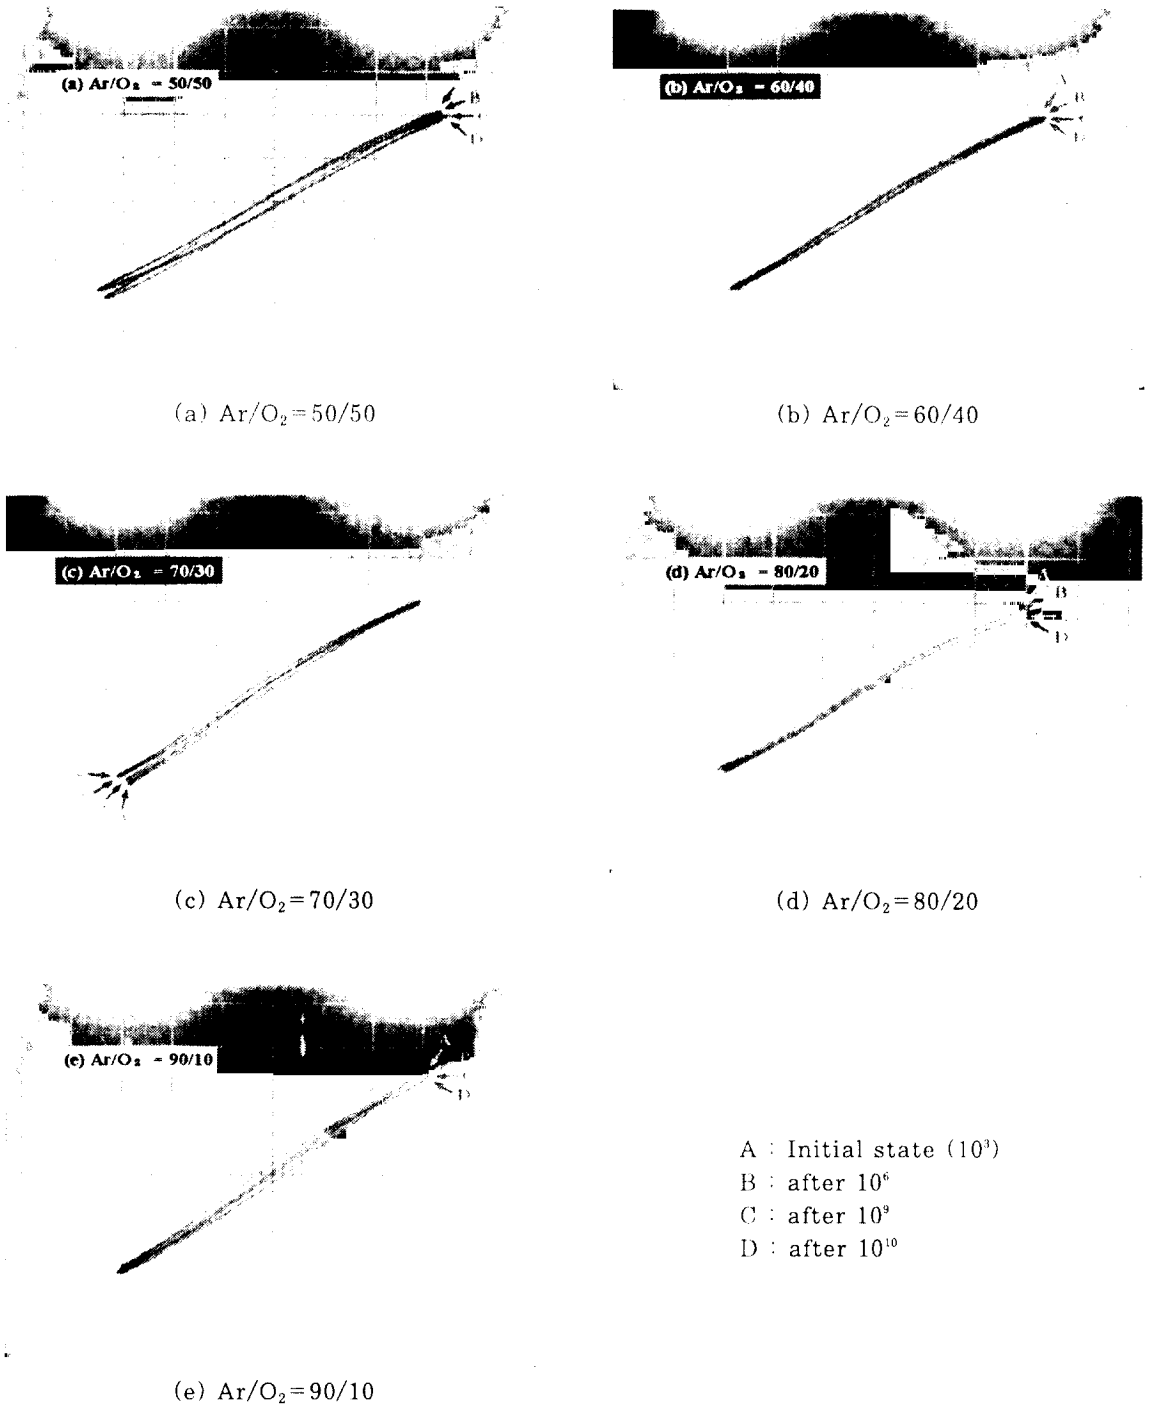 (a) Ar/O₂ = 50/50
B
D
(a) Ar/O₂=50/50
(b) Ar/O₂ = 60/40
A
B
(b) Ar/O₂=60/40
(c) Ar/O₂ = 70/30
(c) Ar/O₂=70/30
(d) Ar/O₂ = 80/20
B
D
(d) Ar/O₂=80/20
(e) Ar/O₂ = 90/10
D
(e) Ar/O₂=90/10
A : Initial state (10³)
B : after 10⁶
C : after 10⁹
D : after 10¹⁰